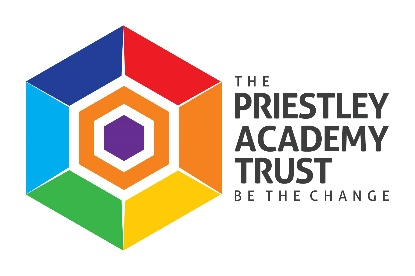 THE
PRIESTLEY
ACADEMY
TRUST
BE THE CHANGE